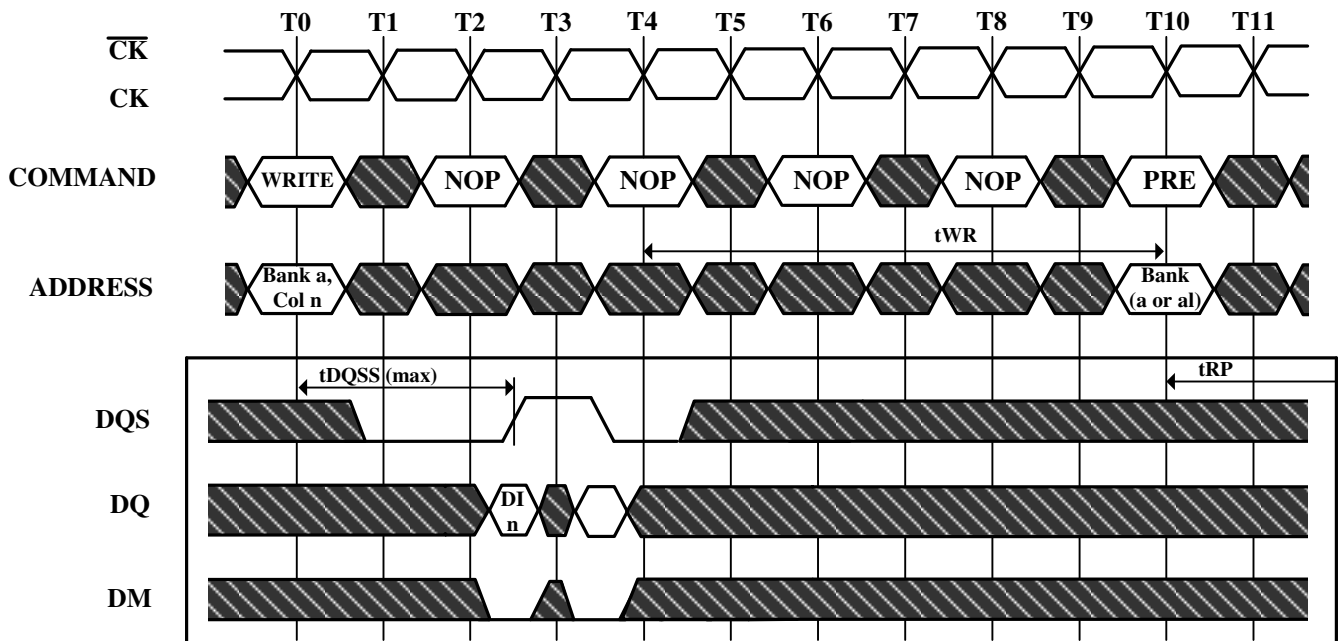 T0 T1 T2 T3 T4 T5 T6 T7 T8 T9 T10 T11
CK
CK
COMMAND WRITE NOP NOP NOP NOP PRE
tWR
ADDRESS Bank a, Col n Bank (a or al)
tDQSS (max) tRP
DQS
DQ DI n
DM